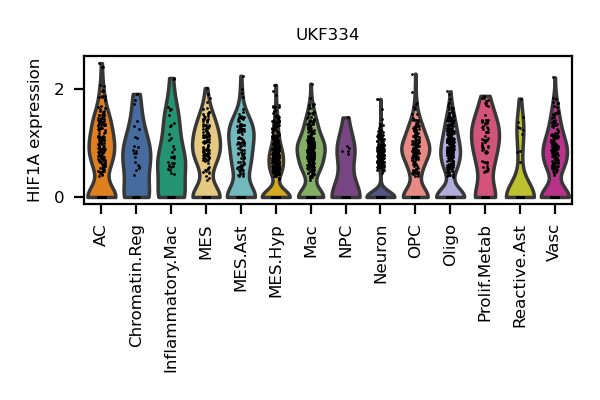 UKF334
HIF1A expression
2
0
AC
Chromatin.Reg
Inflammatory.Mac
MES
MES.Ast
MES.Hyp
Mac
NPC
Neuron
OPC
Oligo
Prolif.Metab
Reactive.Ast
Vasc